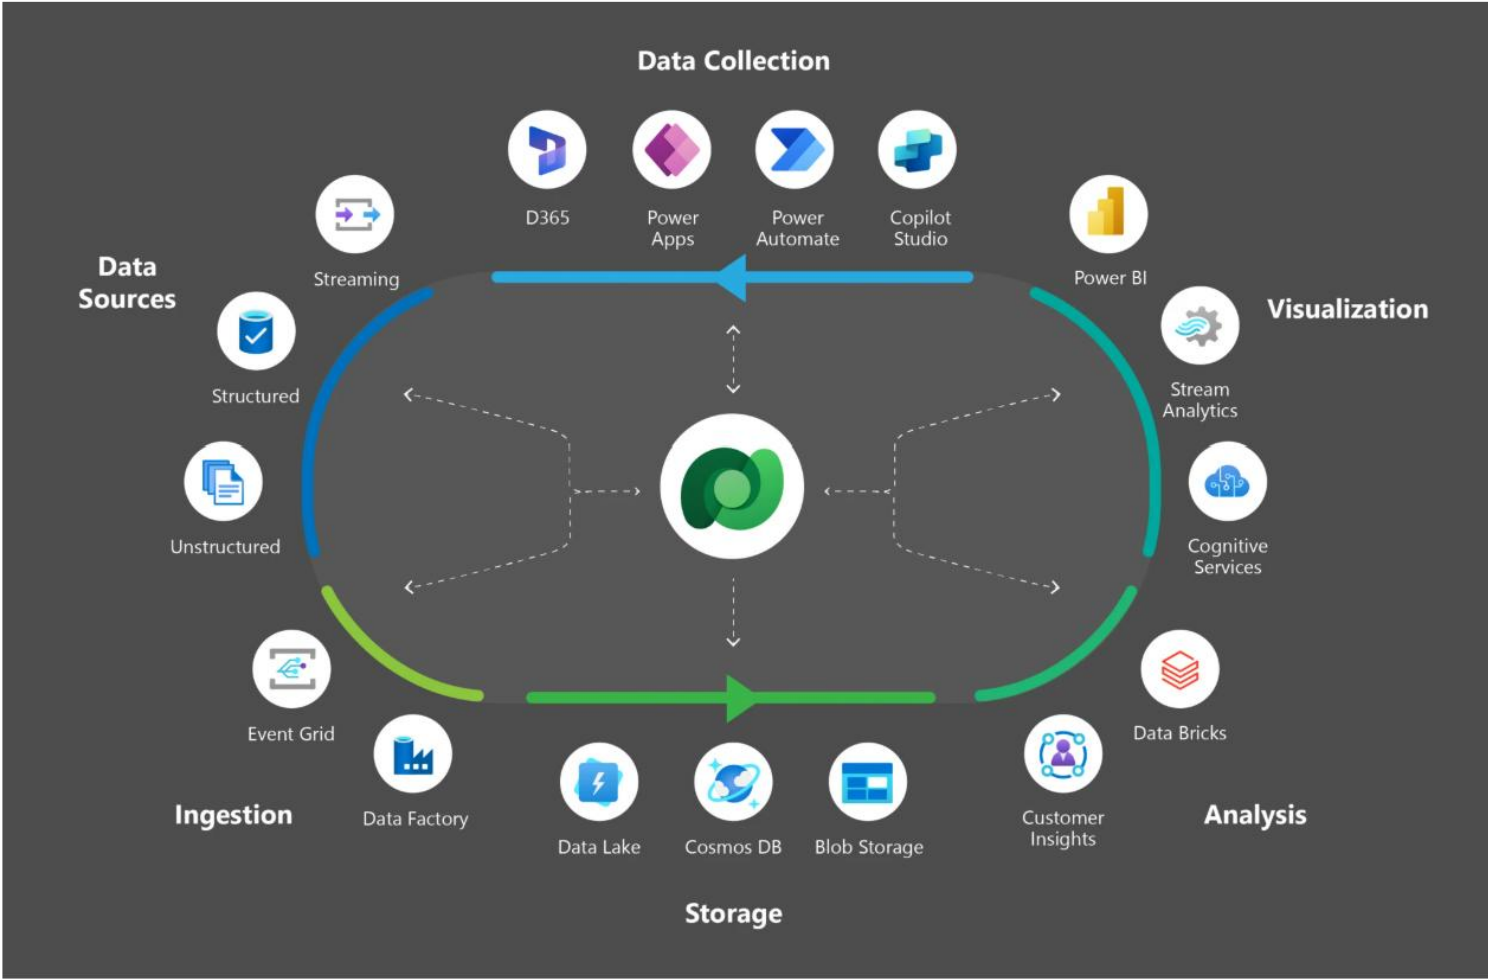 Data Collection
D365
Power
Apps
Power
Automate
Copilot
Studio
Streaming
Power BI
Data
Sources
Visualization
Structured
Stream
Analytics
Unstructured
Cognitive
Services
Event Grid
Data Bricks
Ingestion
Data Factory
Data Lake
Cosmos DB
Blob Storage
Customer
Insights
Analysis
Storage